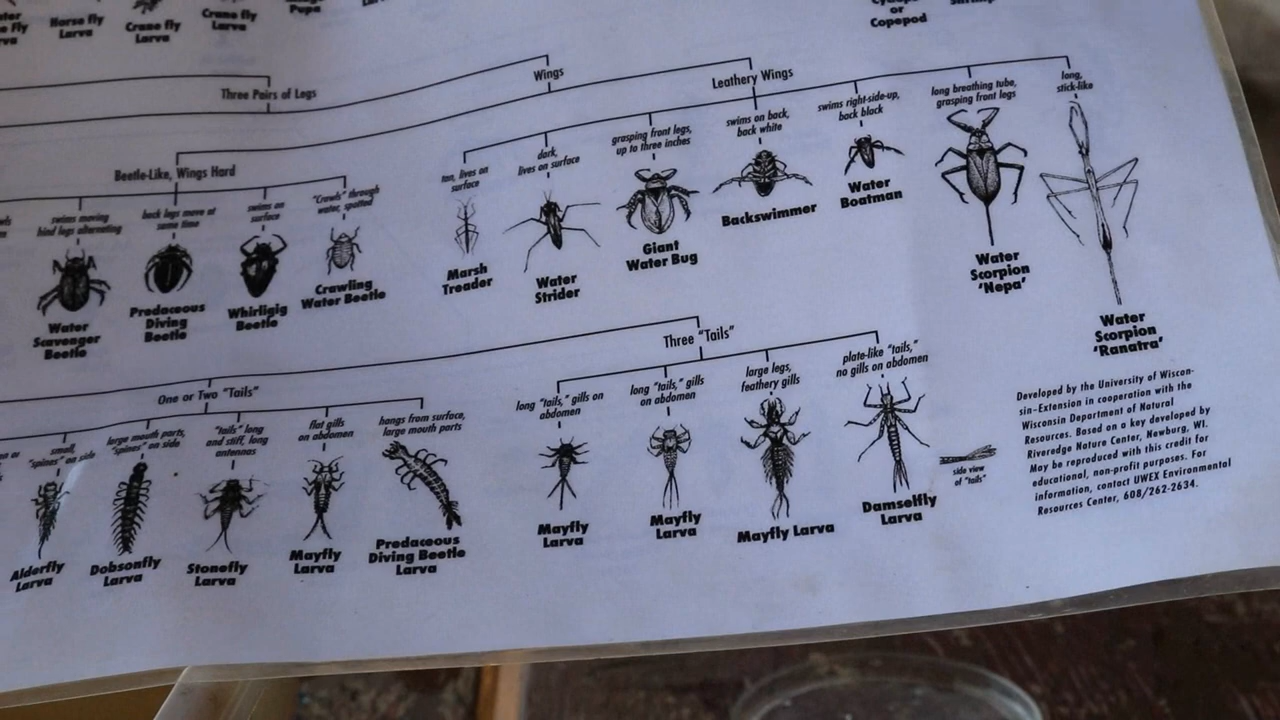 Horse fly
Larva
Crane fly
Larva
Crane fly
Larva
Pupa
or
Copepod
Three Pairs of Legs
Wings
Leathery Wings
Beetle-Like, Wings Hard
swims moving
hind legs alternating
Water
Scavenger
Beetle
back legs move at
same time
Predaceous
Diving
Beetle
swims on
surface
Whirligig
Beetle
"Crawls" through
water, spotted
Crawling
Water Beetle
tan, lives on
surface
Marsh
Treader
dark,
lives on surface
Water
Strider
grasping front legs,
up to three inches
Giant
Water Bug
swims on back,
back white
Backswimmer
swims right-side-up,
back black
Water
Boatman
long breathing tube,
grasping front legs
Water
Scorpion
'Nepa'
long,
stick-like
Water
Scorpion
'Ranatra'
One or Two "Tails"
small,
"spines" on side
Alderfly
Larva
large mouth parts,
"spines" on side
Dobsonfly
Larva
"tails" long
and stiff, long
antennas
Stonefly
Larva
flat gills
on abdomen
Mayfly
Larva
hangs from surface,
large mouth parts
Predaceous
Diving Beetle
Larva
Three "Tails"
long "tails," gills on
abdomen
Mayfly
Larva
long "tails," gills
on abdomen
Mayfly
Larva
large legs,
feathery gills
Mayfly Larva
plate-like "tails,"
no gills on abdomen
Damselfly
Larva
side view
of "tails"
Developed by the University of Wiscon-
sin-Extension in cooperation with the
Wisconsin Department of Natural
Resources. Based on a key developed by
Riveredge Nature Center, Newburg, WI.
May be reproduced with this credit for
educational, non-profit purposes. For
information, contact UWEX Environmental
Resources Center, 608/262-2634.